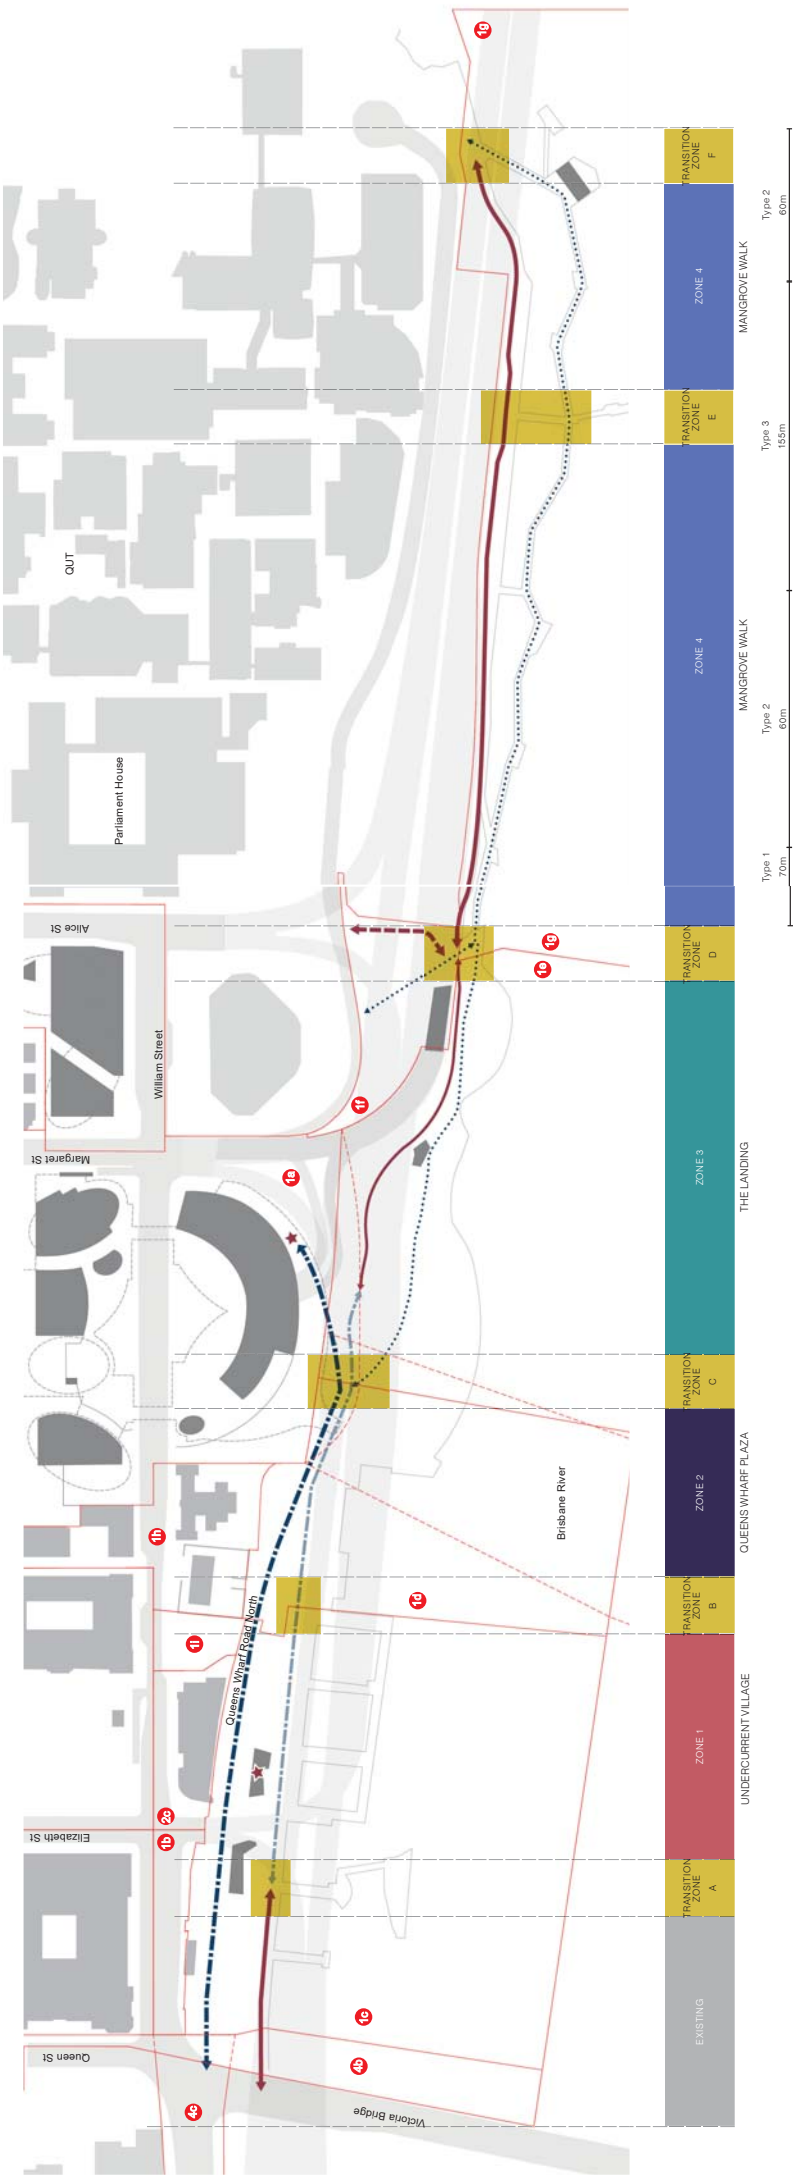 1g
TRANSITION
ZONE
F
Type 2
60m
ZONE 4
MANGROVE WALK
TRANSITION
ZONE
E
Type 3
155m
QUT
ZONE 4
MANGROVE WALK
Type 2
60m
Parliament House
Type 1
70m
Alice St
TRANSITION
ZONE
D
1g
1e
William Street
1f
Margaret St
1a
ZONE 3
THE LANDING
TRANSITION
ZONE
C
ZONE 2
QUEENS WHARF PLAZA
Brisbane River
1h
TRANSITION
ZONE
B
1d
1i
Queens Wharf Road North
ZONE 1
UNDERCURRENT VILLAGE
2c
1b
Elizabeth St
TRANSITION
ZONE
A
EXISTING
1c
4b
Queen St
4c
Victoria Bridge